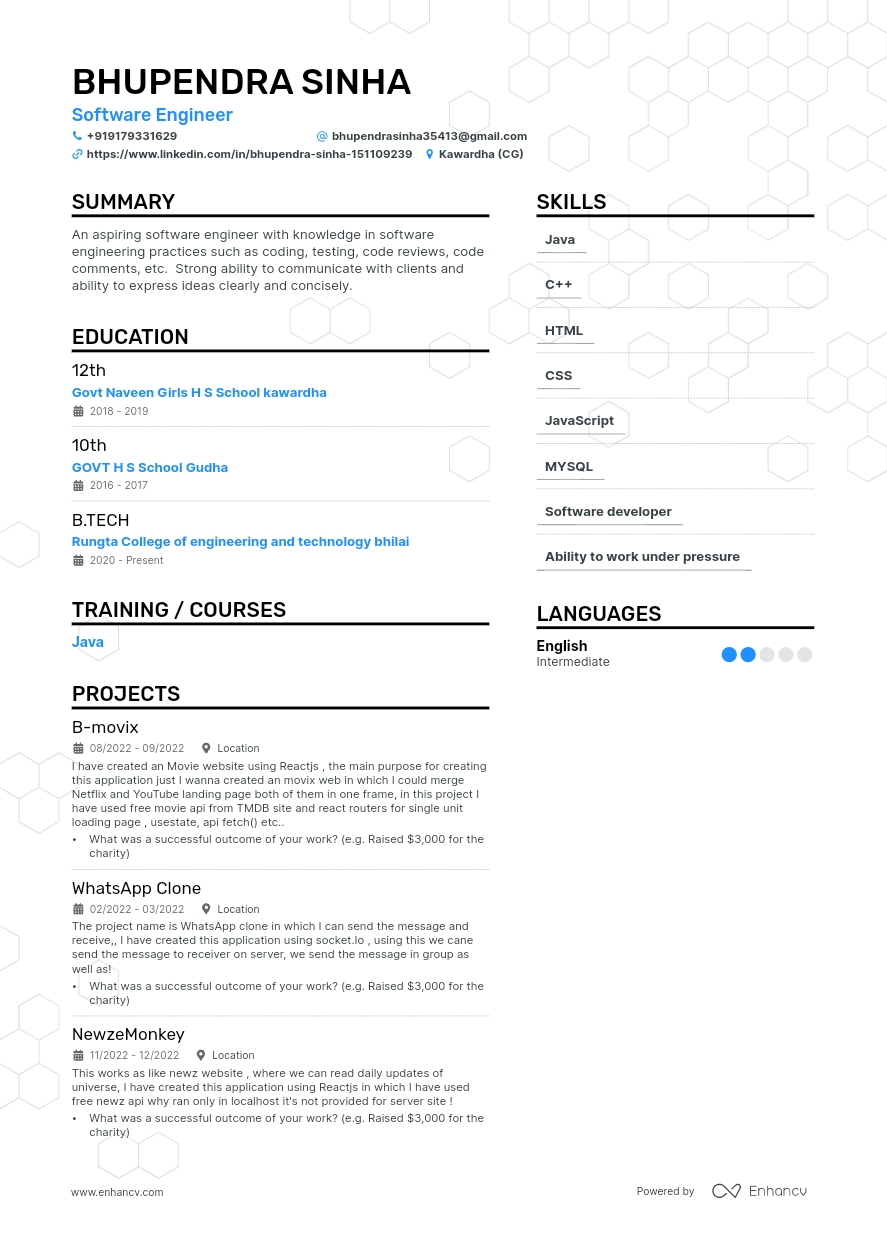 BHUPENDRA SINHA
Software Engineer
+919179331629 bhupendrasinha35413@gmail.com
https://www.linkedin.com/in/bhupendra-sinha-151109239 Kawardha (CG)
SUMMARY
An aspiring software engineer with knowledge in software
engineering practices such as coding, testing, code reviews, code
comments, etc.  Strong ability to communicate with clients and
ability to express ideas clearly and concisely.
EDUCATION
12th
Govt Naveen Girls H S School kawardha
2018 - 2019
10th
GOVT H S School Gudha
2016 - 2017
B.TECH
Rungta College of engineering and technology bhilai
2020 - Present
TRAINING / COURSES
Java
PROJECTS
B-movix
08/2022 - 09/2022 Location
I have created an Movie website using Reactjs , the main purpose for creating
this application just I wanna created an movix web in which I could merge
Netflix and YouTube landing page both of them in one frame, in this project I
have used free movie api from TMDB site and react routers for single unit
loading page , usestate, api fetch() etc..
• What was a successful outcome of your work? (e.g. Raised $3,000 for the
charity)
WhatsApp Clone
02/2022 - 03/2022 Location
The project name is WhatsApp clone in which I can send the message and
receive,, I have created this application using socket.Io , using this we cane
send the message to receiver on server, we send the message in group as
well as!
• What was a successful outcome of your work? (e.g. Raised $3,000 for the
charity)
NewzeMonkey
11/2022 - 12/2022 Location
This works as like newz website , where we can read daily updates of
universe, I have created this application using Reactjs in which I have used
free newz api why ran only in localhost it's not provided for server site !
• What was a successful outcome of your work? (e.g. Raised $3,000 for the
charity)
SKILLS
Java
C++
HTML
CSS
JavaScript
MYSQL
Software developer
Ability to work under pressure
LANGUAGES
English
Intermediate
www.enhancv.com
Powered by Enhancv